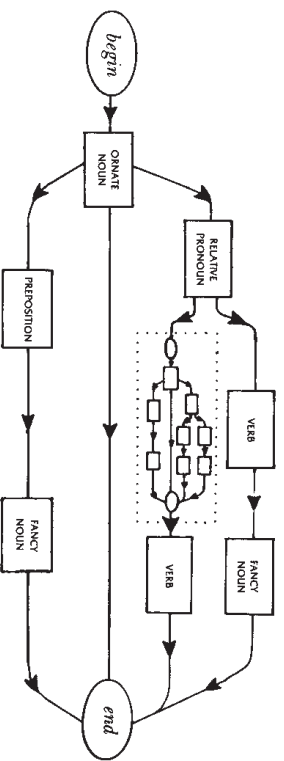 begin
ORNATE
NOUN
RELATIVE
PRONOUN
VERB
FANCY
NOUN
VERB
PREPOSITION
FANCY
NOUN
end